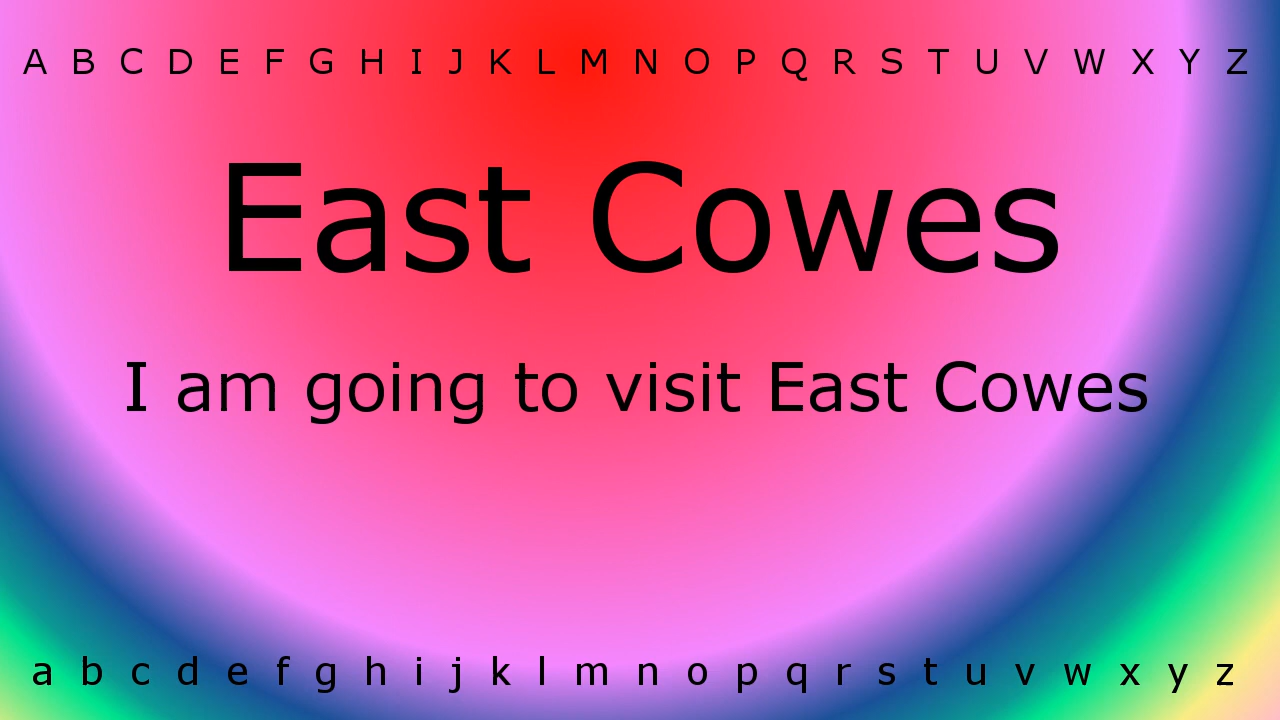 A B C D E F G H I J K L M N O P Q R S T U V W X Y Z
East Cowes
I am going to visit East Cowes
a b c d e f g h i j k l m n o p q r s t u v w x y z